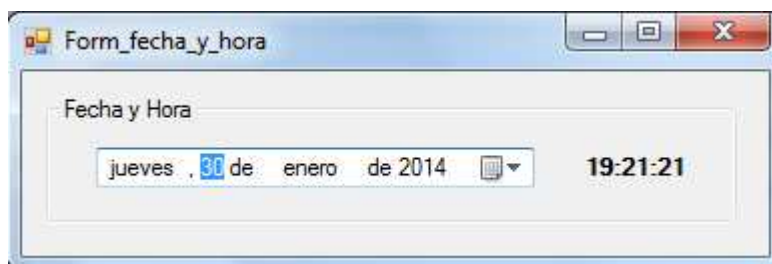 Form_fecha_y_hora
Fecha y Hora
jueves , 30 de enero de 2014 19:21:21